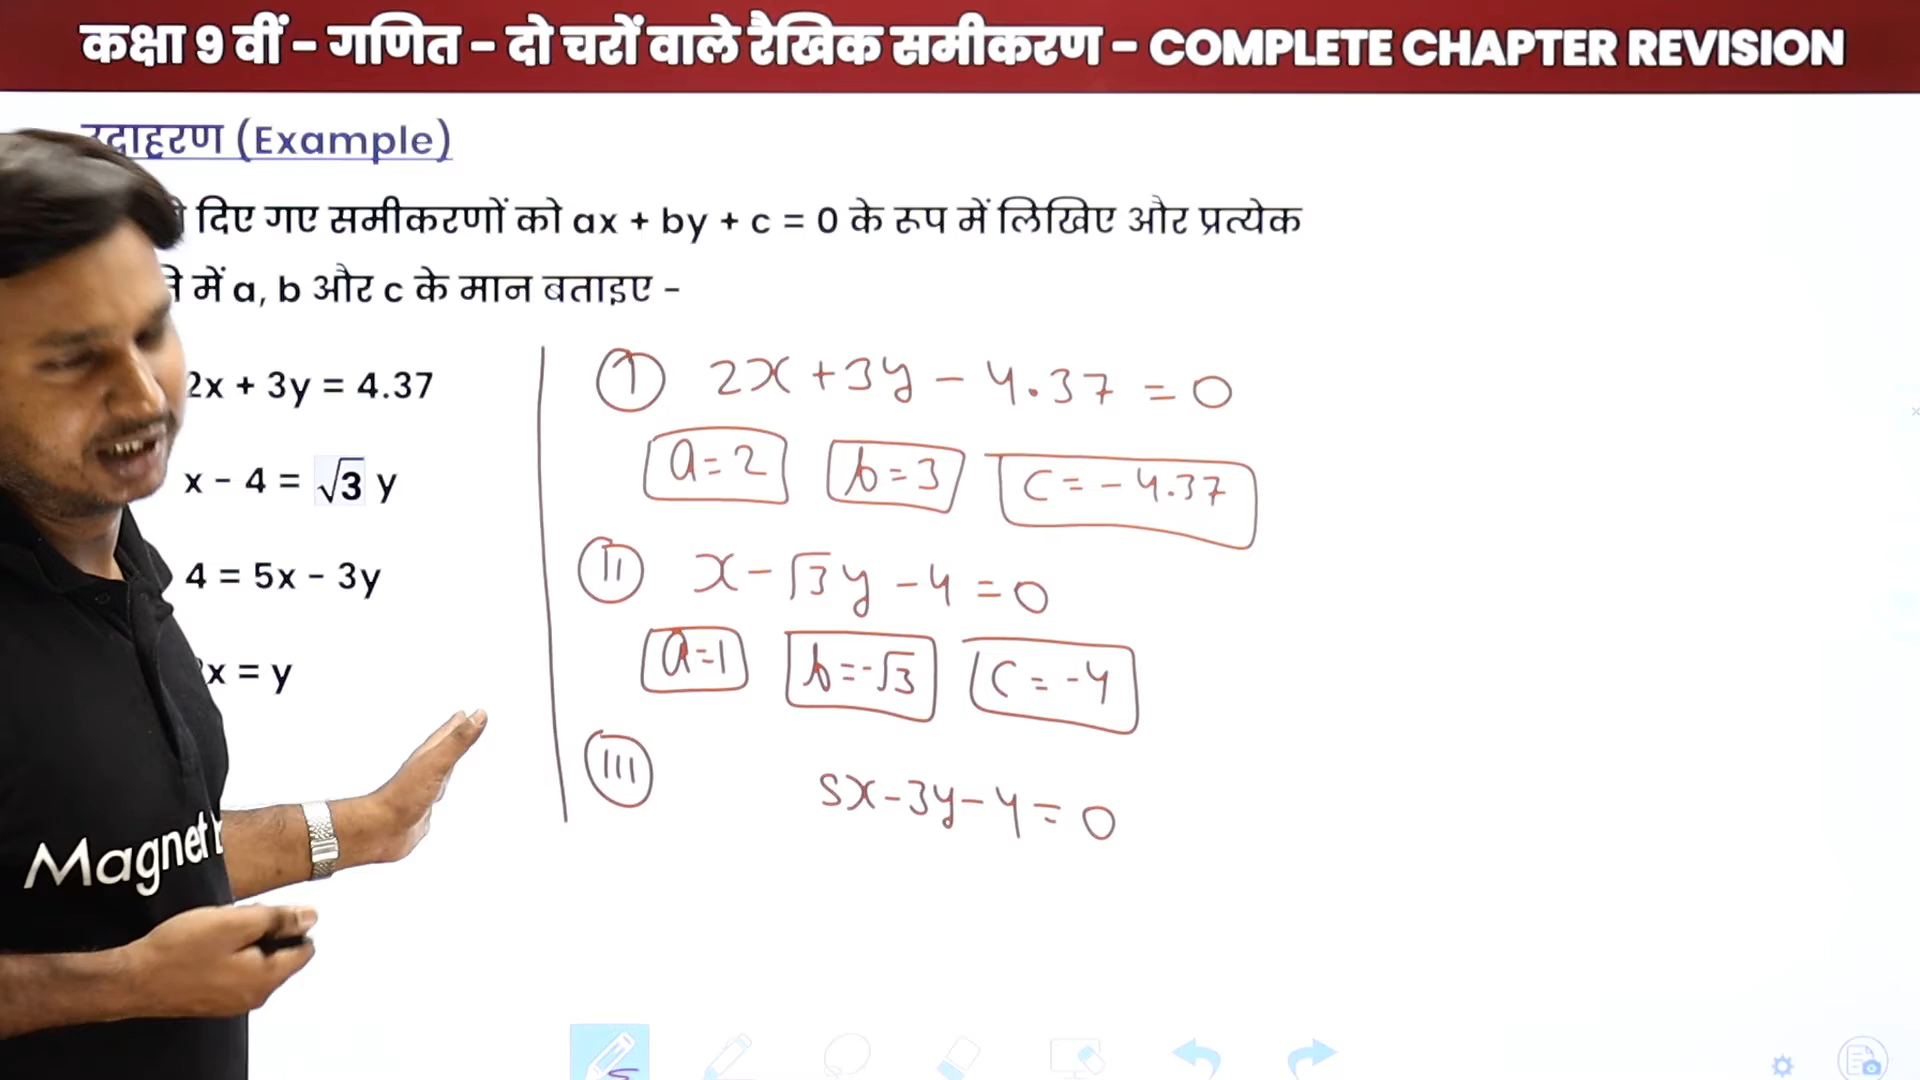 कक्षा 9 वीं – गणित – दो चरों वाले रैखिक समीकरण – COMPLETE CHAPTER REVISION
उदाहरण (Example)
दिए गए समीकरणों को ax + by + c = 0 के रूप में लिखिए और प्रत्येक
में a, b और c के मान बताइए -
2x + 3y = 4.37
x - 4 = √3 y
4 = 5x - 3y
x = y
I 2x + 3y - 4.37 = 0
a = 2 b = 3 c = - 4.37
II x - √3y - 4 = 0
a = 1 b = -√3 c = -4
III 5x - 3y - 4 = 0
Magnet